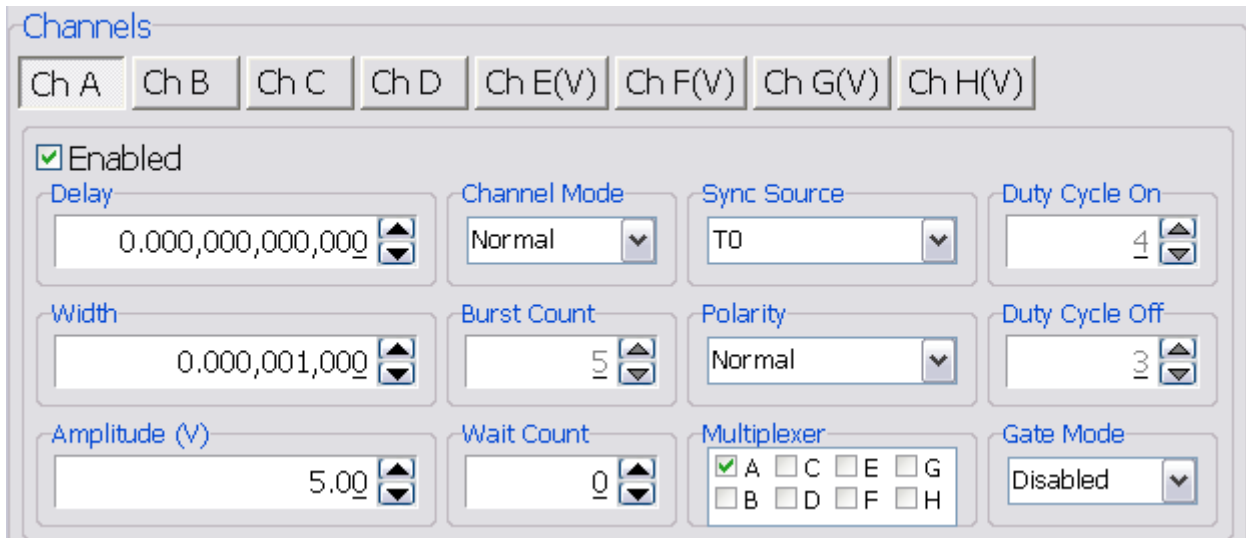 Channels
Ch A Ch B Ch C Ch D Ch E(V) Ch F(V) Ch G(V) Ch H(V)
Enabled
Delay Channel Mode Sync Source Duty Cycle On
0.000,000,000,000 Normal T0 4
Width Burst Count Polarity Duty Cycle Off
0.000,001,000 5 Normal 3
Amplitude (V) Wait Count Multiplexer Gate Mode
5.00 0 A C E G Disabled
B D F H